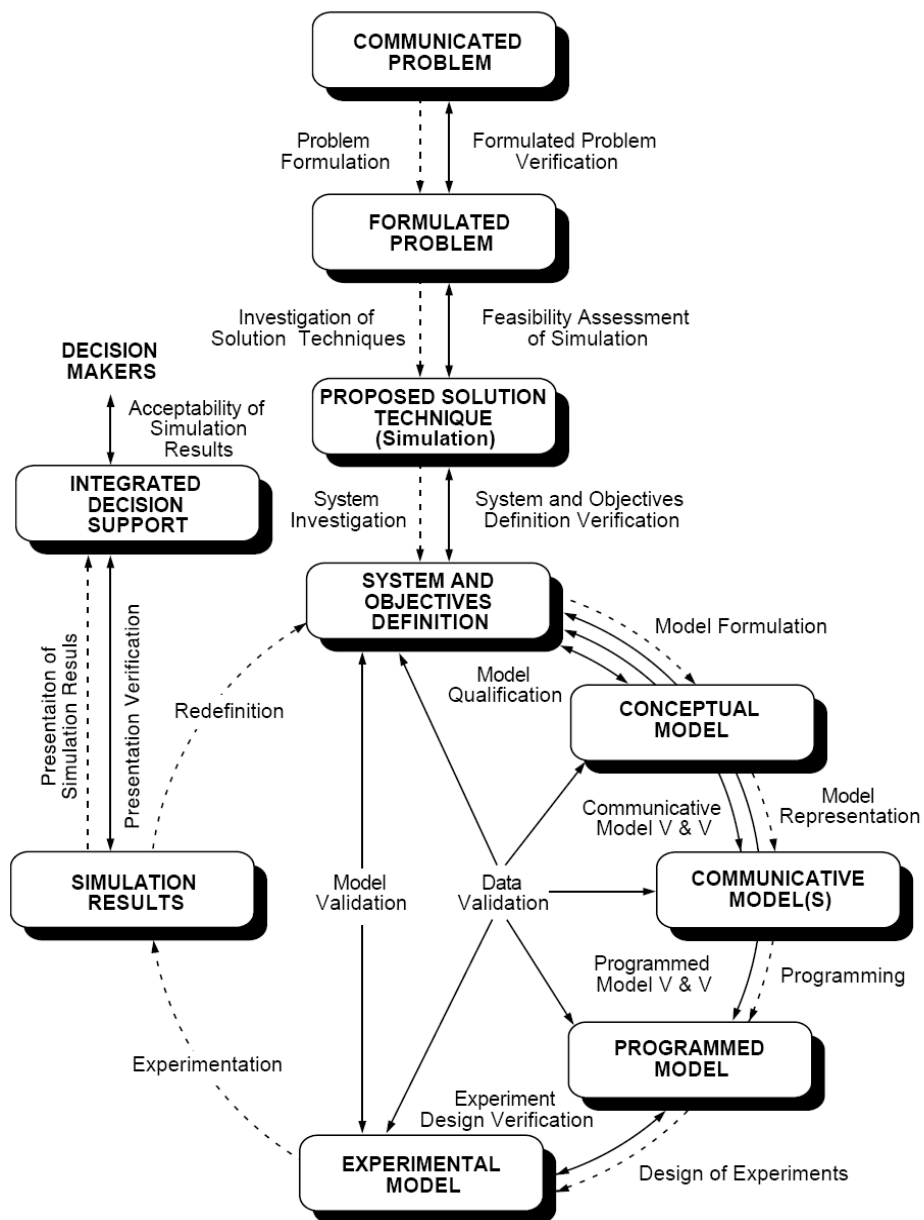 COMMUNICATED
PROBLEM
Problem
Formulation
Formulated Problem
Verification
FORMULATED
PROBLEM
Investigation of
Solution Techniques
Feasibility Assessment
of Simulation
DECISION
MAKERS
PROPOSED SOLUTION
TECHNIQUE
(Simulation)
Acceptability of
Simulation
Results
INTEGRATED
DECISION
SUPPORT
System
Investigation
System and Objectives
Definition Verification
SYSTEM AND
OBJECTIVES
DEFINITION
Model Formulation
Model
Qualification
CONCEPTUAL
MODEL
Presentaiton of
Simulation Resuls
Presentation Verification
Redefinition
Communicative
Model V & V
Model
Representation
SIMULATION
RESULTS
Model
Validation
Data
Validation
COMMUNICATIVE
MODEL(S)
Programmed
Model V & V
Programming
PROGRAMMED
MODEL
Experimentation
Experiment
Design Verification
EXPERIMENTAL
MODEL
Design of Experiments